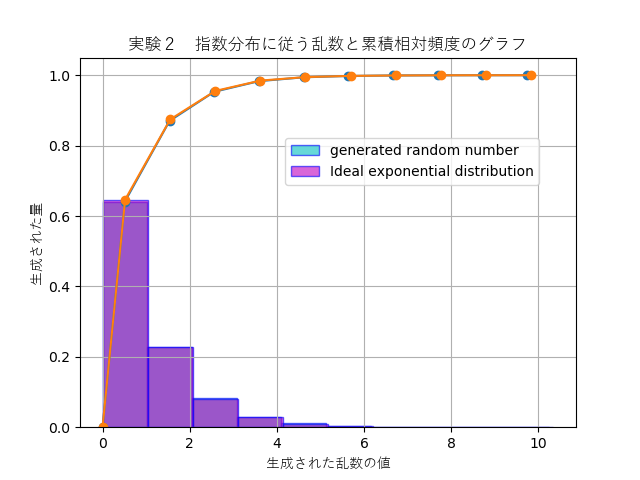 実験２　指数分布に従う乱数と累積相対頻度のグラフ
1.0
0.8
0.6
0.4
0.2
0.0
生成された量
generated random number
Ideal exponential distribution
0 2 4 6 8 10
生成された乱数の値